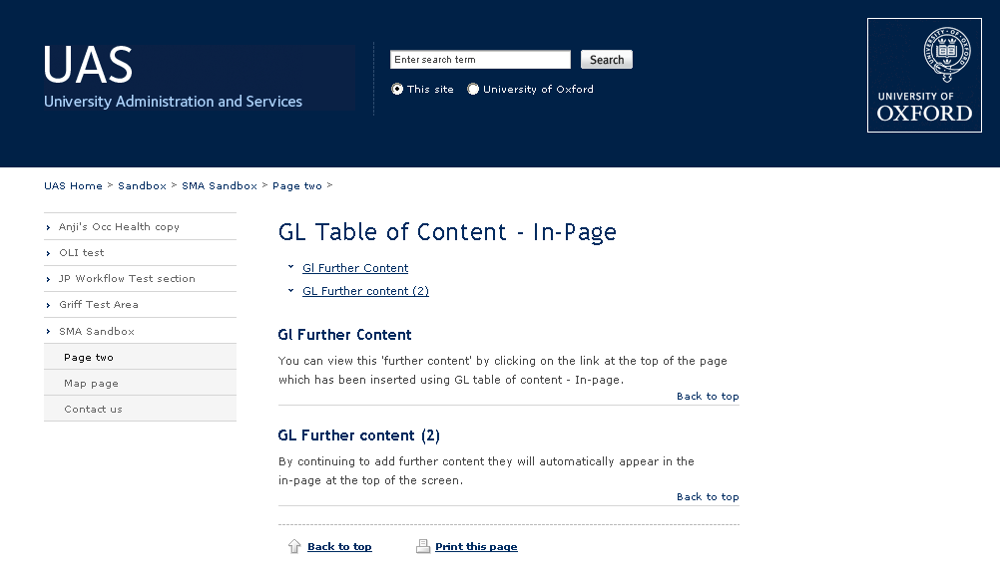 UAS
University Administration and Services
Enter search term
Search
This site
University of Oxford
UNIVERSITY OF OXFORD
UNIVERSITY OF
OXFORD
UAS Home > Sandbox > SMA Sandbox > Page two >
Anji's Occ Health copy
OLI test
JP Workflow Test section
Griff Test Area
SMA Sandbox
Page two
Map page
Contact us
GL Table of Content - In-Page
Gl Further Content
GL Further content (2)
Gl Further Content
You can view this 'further content' by clicking on the link at the top of the page
which has been inserted using GL table of content - In-page.
Back to top
GL Further content (2)
By continuing to add further content they will automatically appear in the
in-page at the top of the screen.
Back to top
Back to top
Print this page